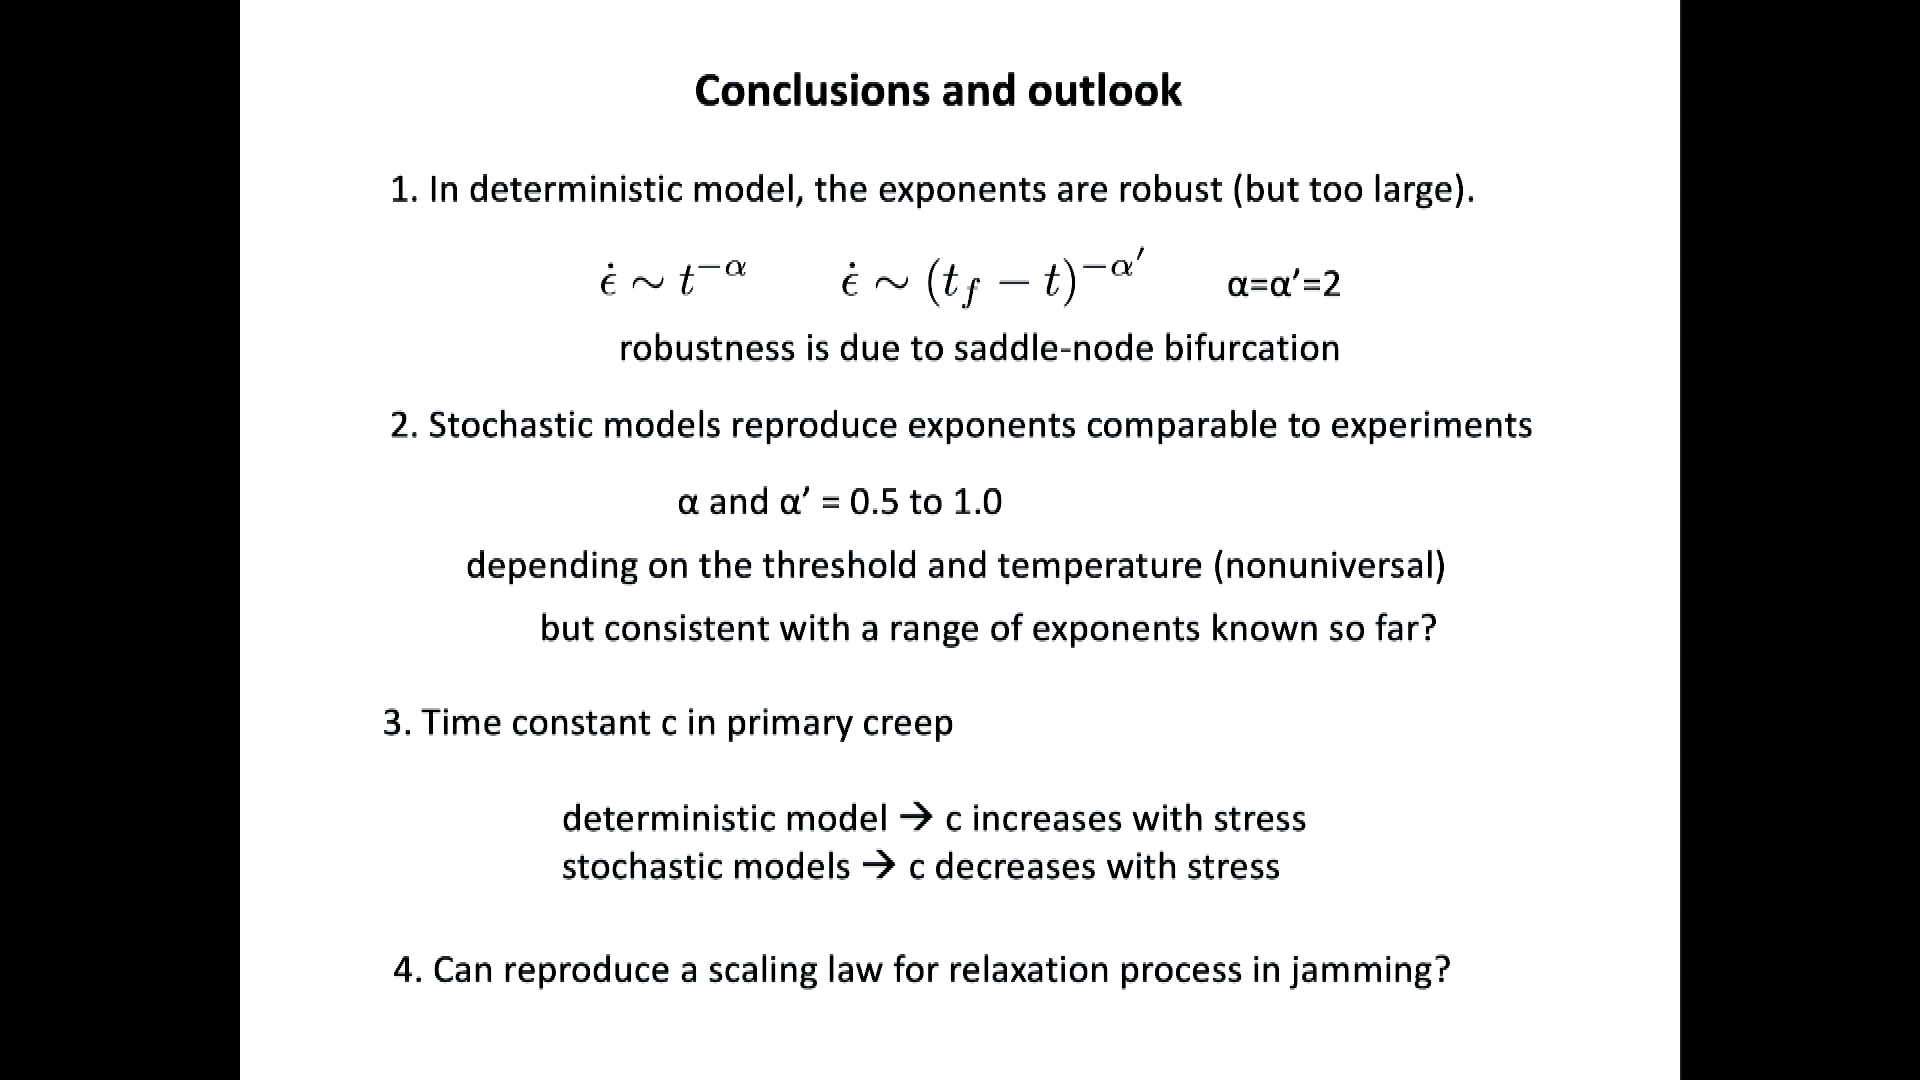 Conclusions and outlook
1. In deterministic model, the exponents are robust (but too large).
ϵ̇ ∼ t^{−α} ϵ̇ ∼ (t_f − t)^{−α′} α=α′=2
robustness is due to saddle-node bifurcation
2. Stochastic models reproduce exponents comparable to experiments
α and α′ = 0.5 to 1.0
depending on the threshold and temperature (nonuniversal)
but consistent with a range of exponents known so far?
3. Time constant c in primary creep
deterministic model → c increases with stress
stochastic models → c decreases with stress
4. Can reproduce a scaling law for relaxation process in jamming?